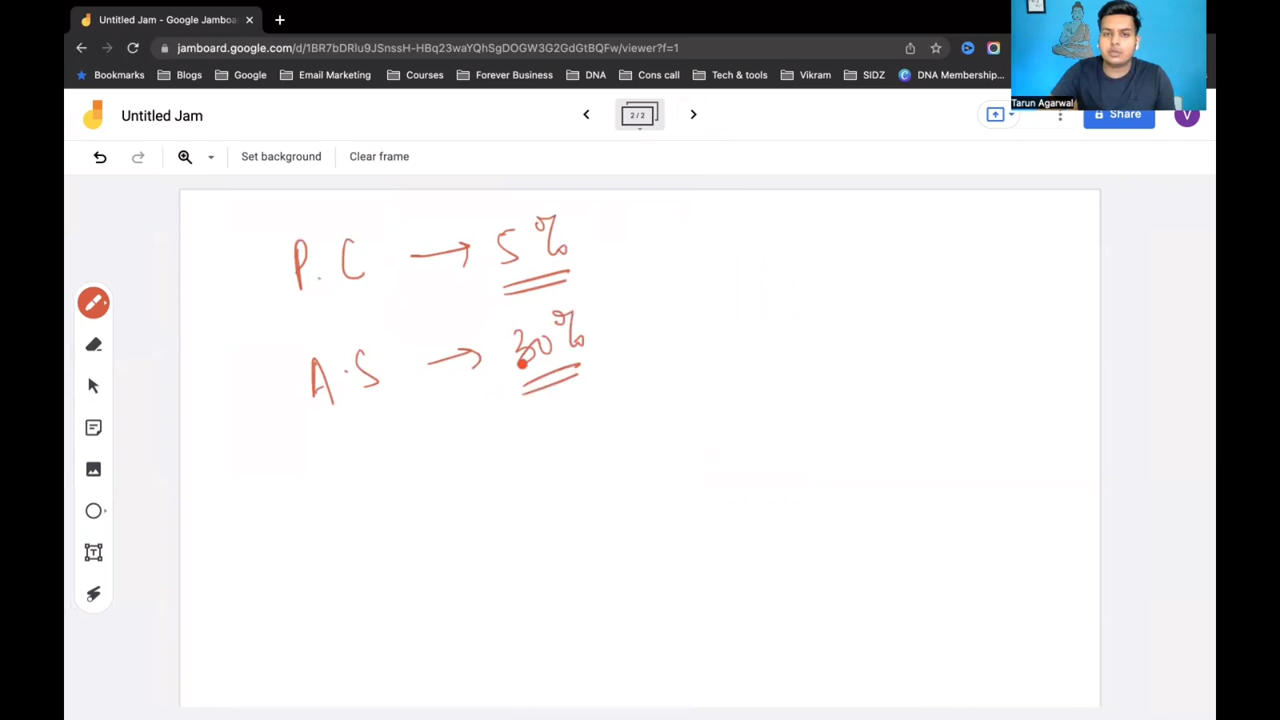 Untitled Jam - Google Jamboa
jamboard.google.com/d/1BR7bDRlu9JSnssH-HBq23waYQhSgDOGW3G2GdGtBQFw/viewer?f=1
Bookmarks Blogs Google Email Marketing Courses Forever Business DNA Cons call Tech & tools Vikram SIDZ DNA Membership...
Tarun Agarwal
Untitled Jam 2 / 2 Share V
Set background Clear frame
P.C → 5%
A.S → 30%